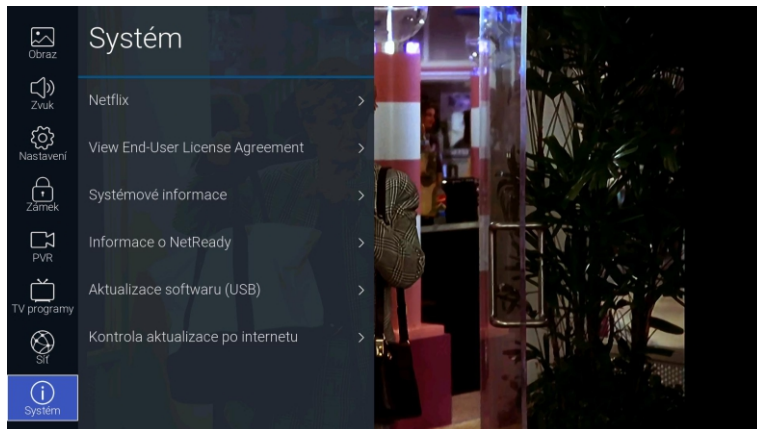 Obraz
Zvuk
Nastavení
Zámek
PVR
TV programy
Síť
Systém
Systém
Netflix
View End-User License Agreement
Systémové informace
Informace o NetReady
Aktualizace softwaru (USB)
Kontrola aktualizace po internetu